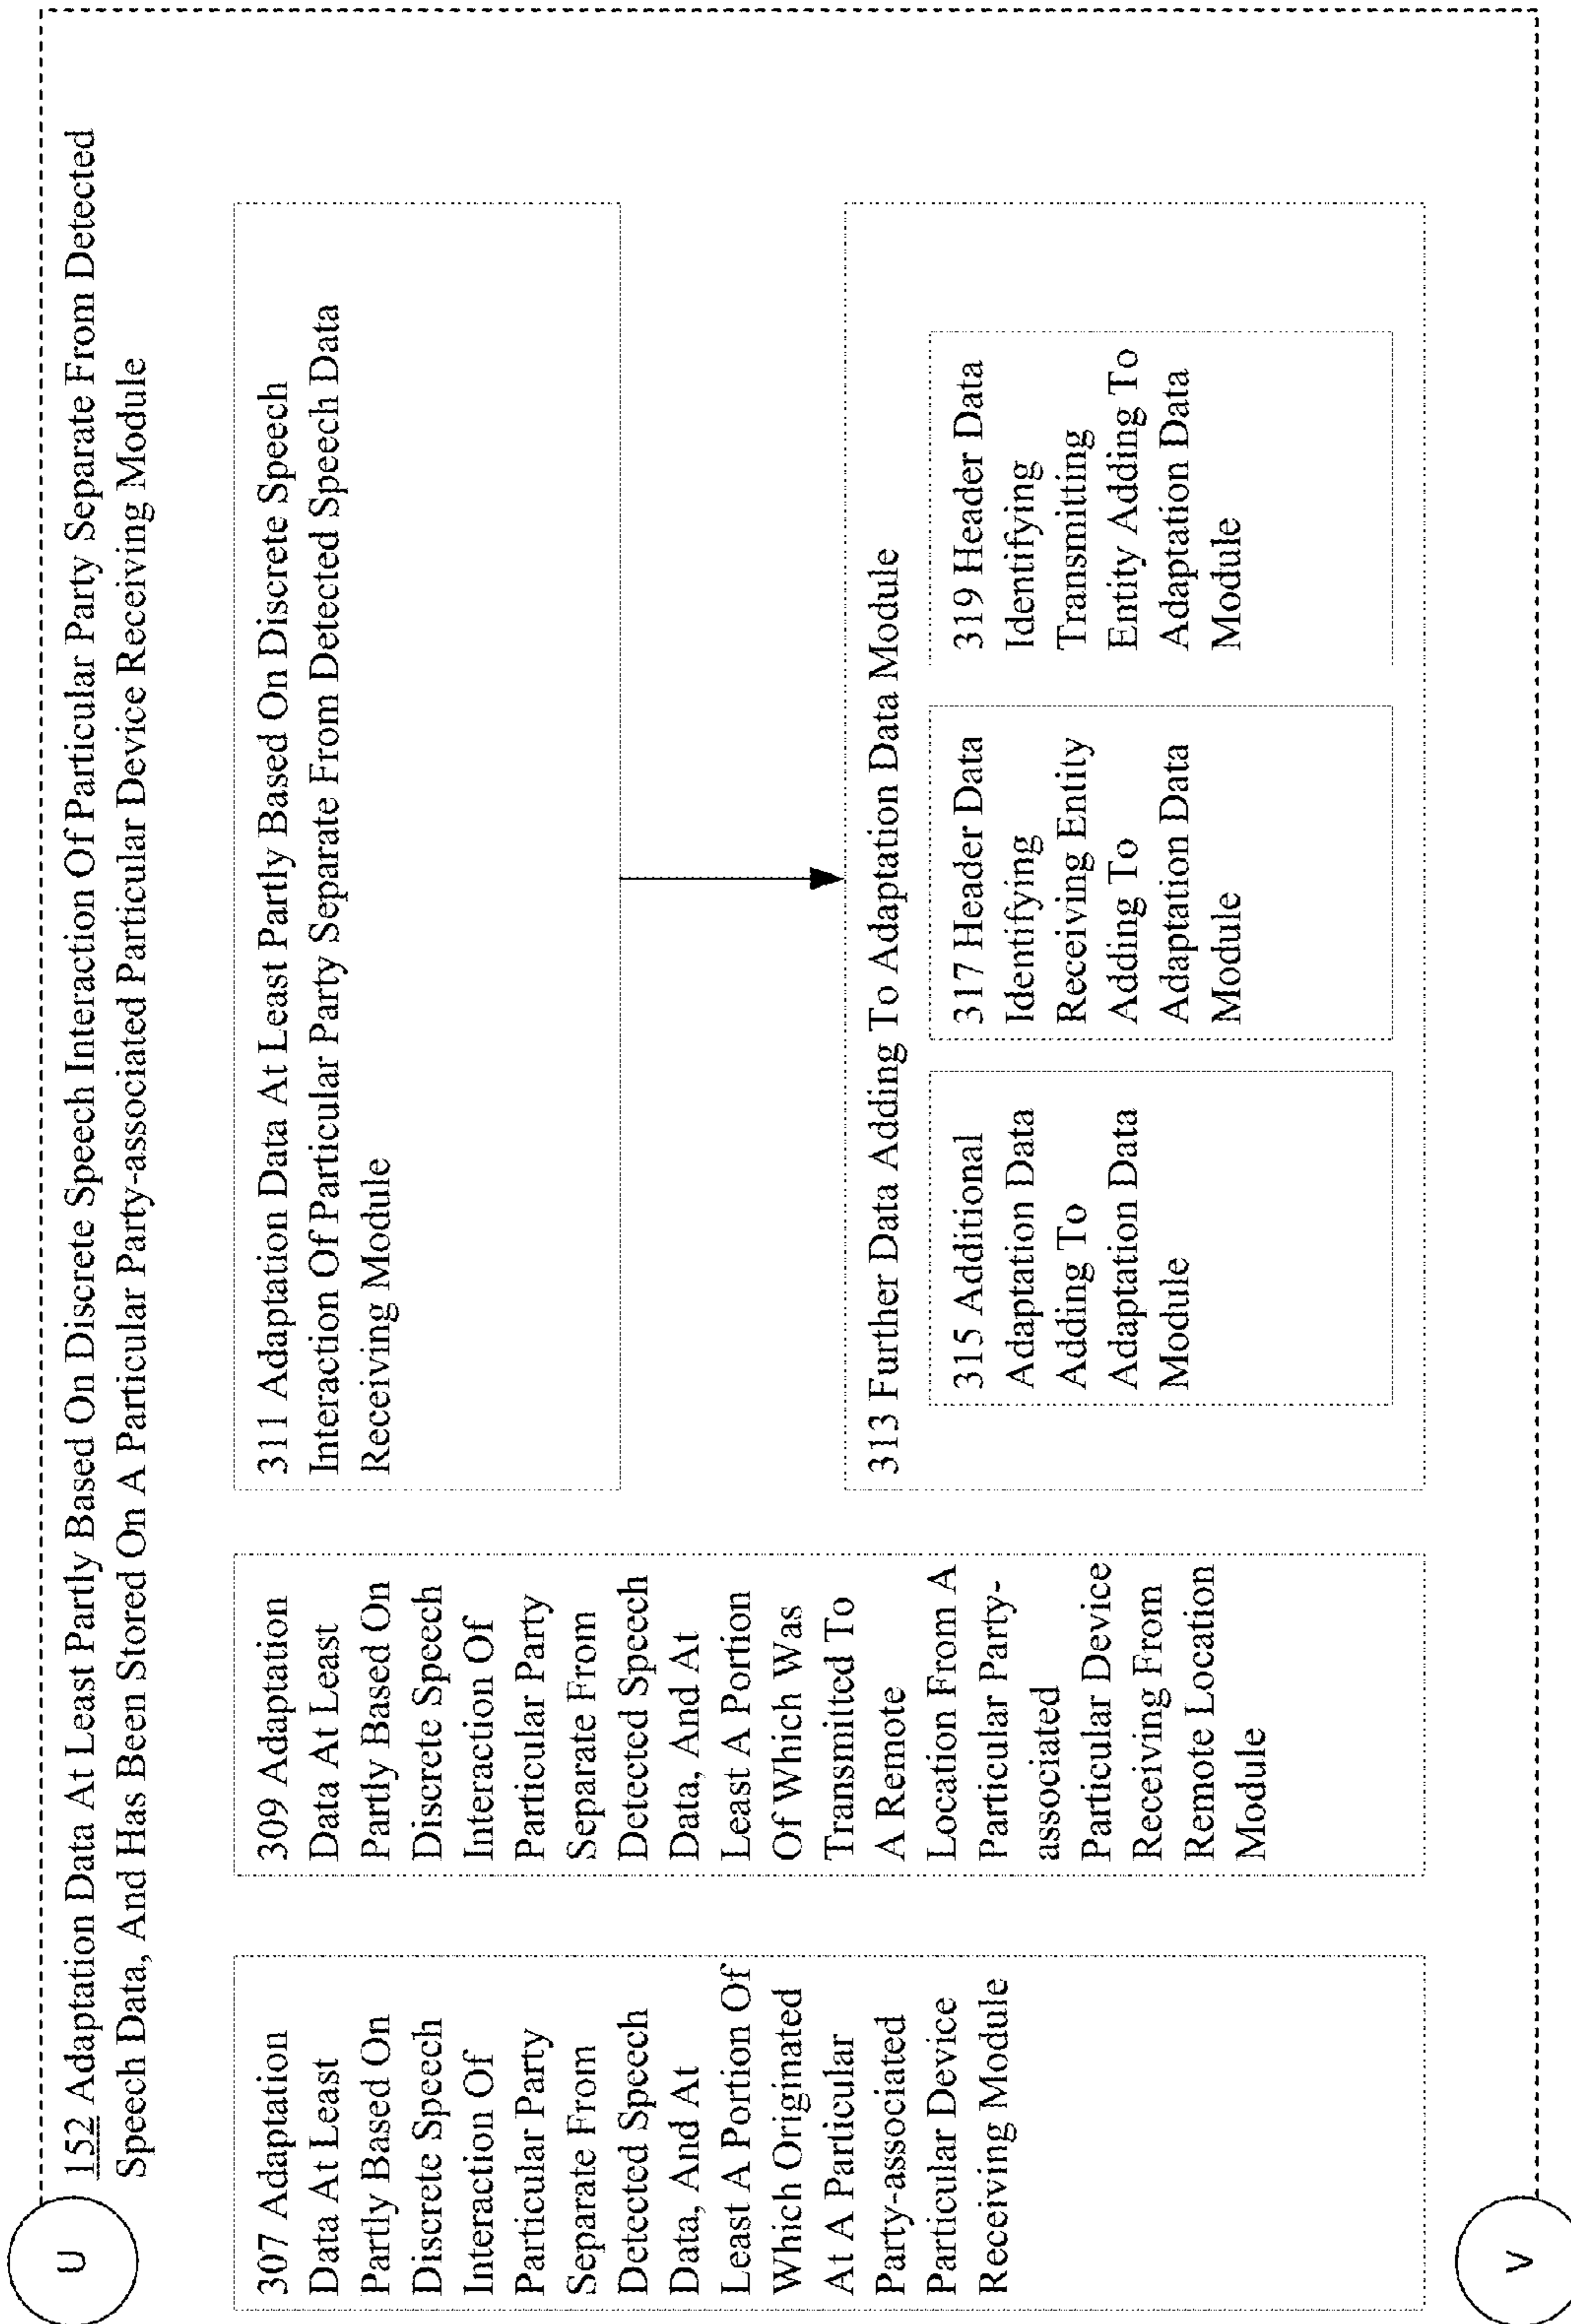 U
152 Adaptation Data At Least Partly Based On Discrete Speech Interaction Of Particular Party Separate From Detected
Speech Data, And Has Been Stored On A Particular Party-associated Particular Device Receiving Module
307 Adaptation
Data At Least
Partly Based On
Discrete Speech
Interaction Of
Particular Party
Separate From
Detected Speech
Data, And At
Least A Portion Of
Which Originated
At A Particular
Party-associated
Particular Device
Receiving Module
309 Adaptation
Data At Least
Partly Based On
Discrete Speech
Interaction Of
Particular Party
Separate From
Detected Speech
Data, And At
Least A Portion
Of Which Was
Transmitted To
A Remote
Location From A
Particular Party-
associated
Particular Device
Receiving From
Remote Location
Module
311 Adaptation Data At Least Partly Based On Discrete Speech
Interaction Of Particular Party Separate From Detected Speech Data
Receiving Module
313 Further Data Adding To Adaptation Data Module
315 Additional
Adaptation Data
Adding To
Adaptation Data
Module
317 Header Data
Identifying
Receiving Entity
Adding To
Adaptation Data
Module
319 Header Data
Identifying
Transmitting
Entity Adding To
Adaptation Data
Module
V